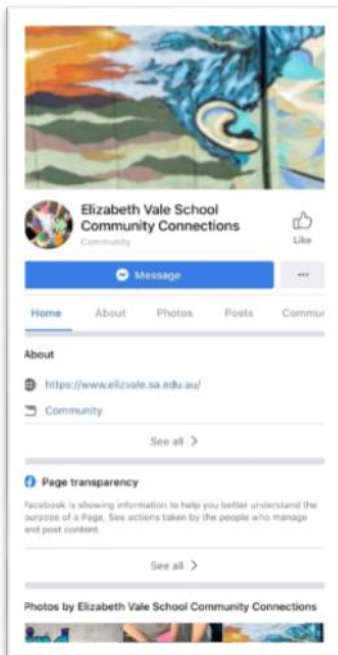 Elizabeth Vale School
Community Connections
Community
Like
Message
Home About Photos Posts Commun
About
https://www.elizvale.sa.edu.au/
Community
See all
Page transparency
Facebook is showing information to help you better understand the
purpose of a Page. See actions taken by the people who manage
and post content.
See all
Photos by Elizabeth Vale School Community Connections